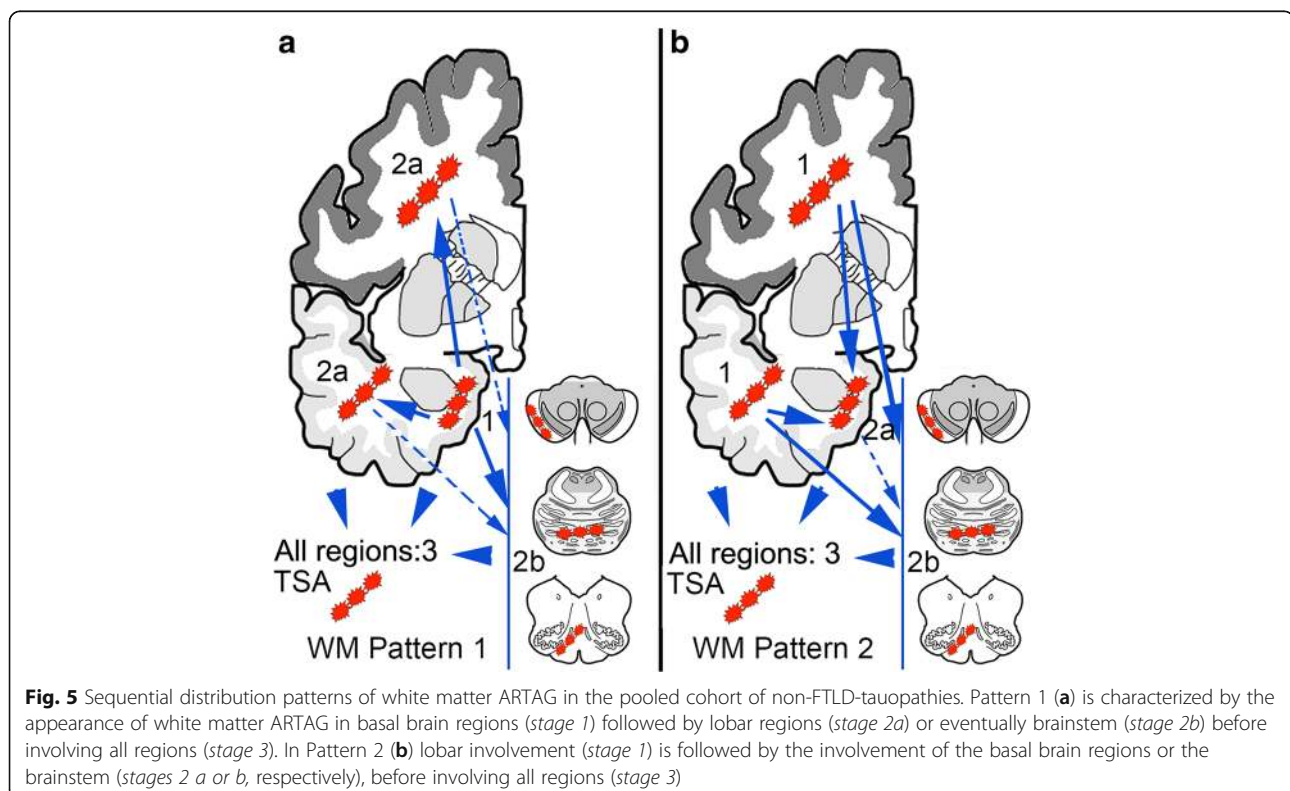 a
2a
2a
1
2b
All regions:3
TSA
WM Pattern 1
b
1
1
2a
2b
All regions: 3
TSA
WM Pattern 2
Fig. 5 Sequential distribution patterns of white matter ARTAG in the pooled cohort of non-FTLD-tauopathies. Pattern 1 (a) is characterized by the
appearance of white matter ARTAG in basal brain regions (stage 1) followed by lobar regions (stage 2a) or eventually brainstem (stage 2b) before
involving all regions (stage 3). In Pattern 2 (b) lobar involvement (stage 1) is followed by the involvement of the basal brain regions or the
brainstem (stages 2 a or b, respectively), before involving all regions (stage 3)